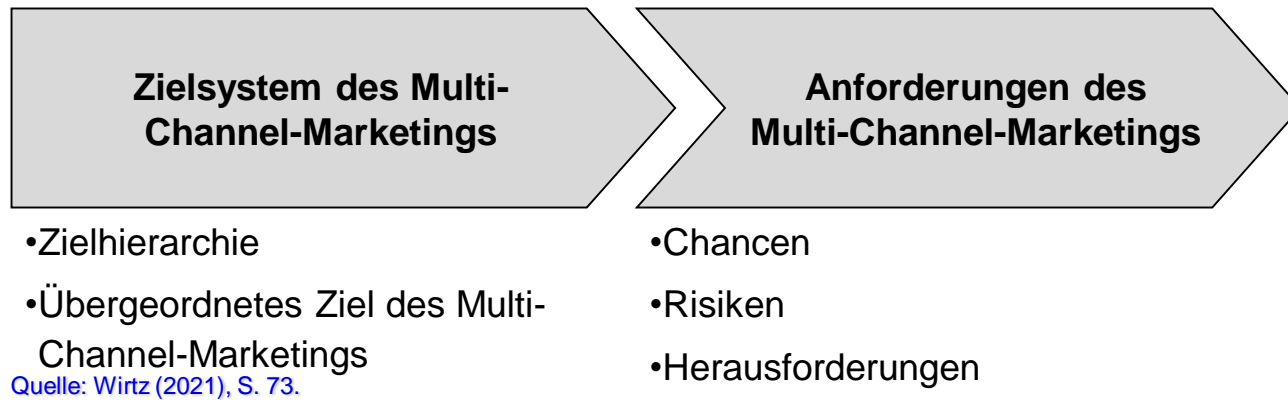 Zielsystem des Multi-
Channel-Marketings
•Zielhierarchie
•Übergeordnetes Ziel des Multi-
Channel-Marketings
Quelle: Wirtz (2021), S. 73.
Anforderungen des
Multi-Channel-Marketings
•Chancen
•Risiken
•Herausforderungen